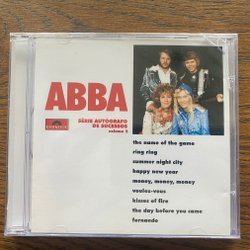 ABBA
SÉRIE AUTÓGRAFO
DE SUCESSOS
volume 2
the name of the game
ring ring
summer night city
happy new year
money, money, money
voulez-vous
kisses of fire
the day before you came
fernando